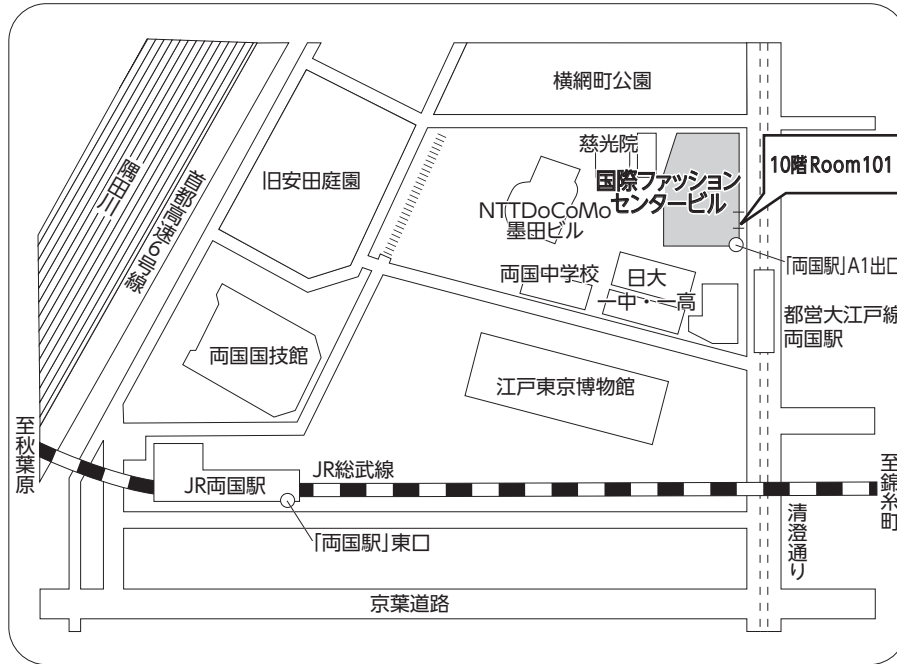 横網町公園
慈光院
10階Room101
国際ファッション
センタービル
隅田川
首都高速6号線
旧安田庭園
NTTDoCoMo
墨田ビル
「両国駅」A1出口
両国中学校
日大
一中・一高
都営大江戸線
両国駅
両国国技館
江戸東京博物館
至秋葉原
JR両国駅
JR総武線
至錦糸町
「両国駅」東口
清澄通り
京葉道路